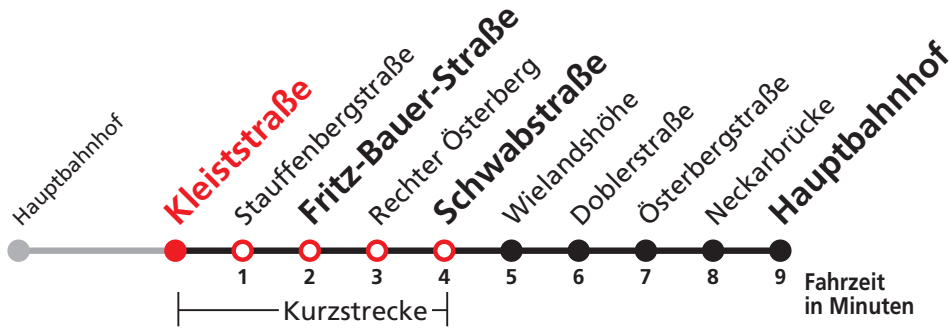 Hauptbahnhof
Kleiststraße
Stauffenbergstraße
Fritz-Bauer-Straße
Rechter Österberg
Schwabstraße
Wielandshöhe
Doblerstraße
Österbergstraße
Neckarbrücke
Hauptbahnhof
1 2 3 4 5 6 7 8 9
Fahrzeit
in Minuten
Kurzstrecke